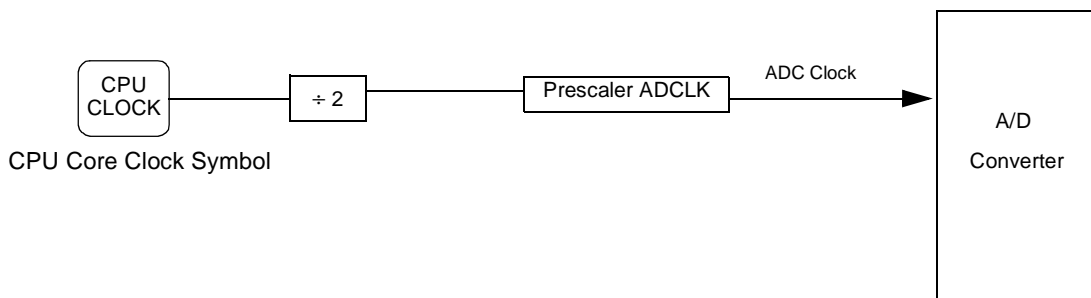 CPU
CLOCK
CPU Core Clock Symbol
÷ 2
Prescaler ADCLK
ADC Clock
A/D
Converter